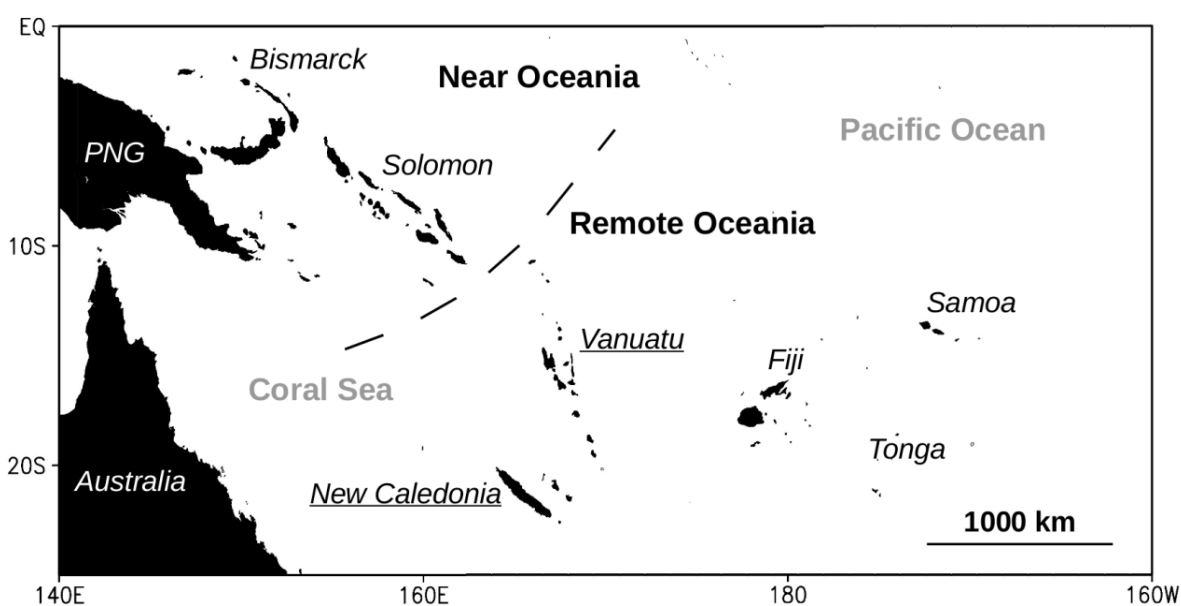 EQ
Bismarck
Near Oceania
Pacific Ocean
PNG
Solomon
Remote Oceania
10S
Samoa
Vanuatu
Fiji
Coral Sea
Tonga
20S
Australia
New Caledonia
1000 km
140E
160E
180
160W